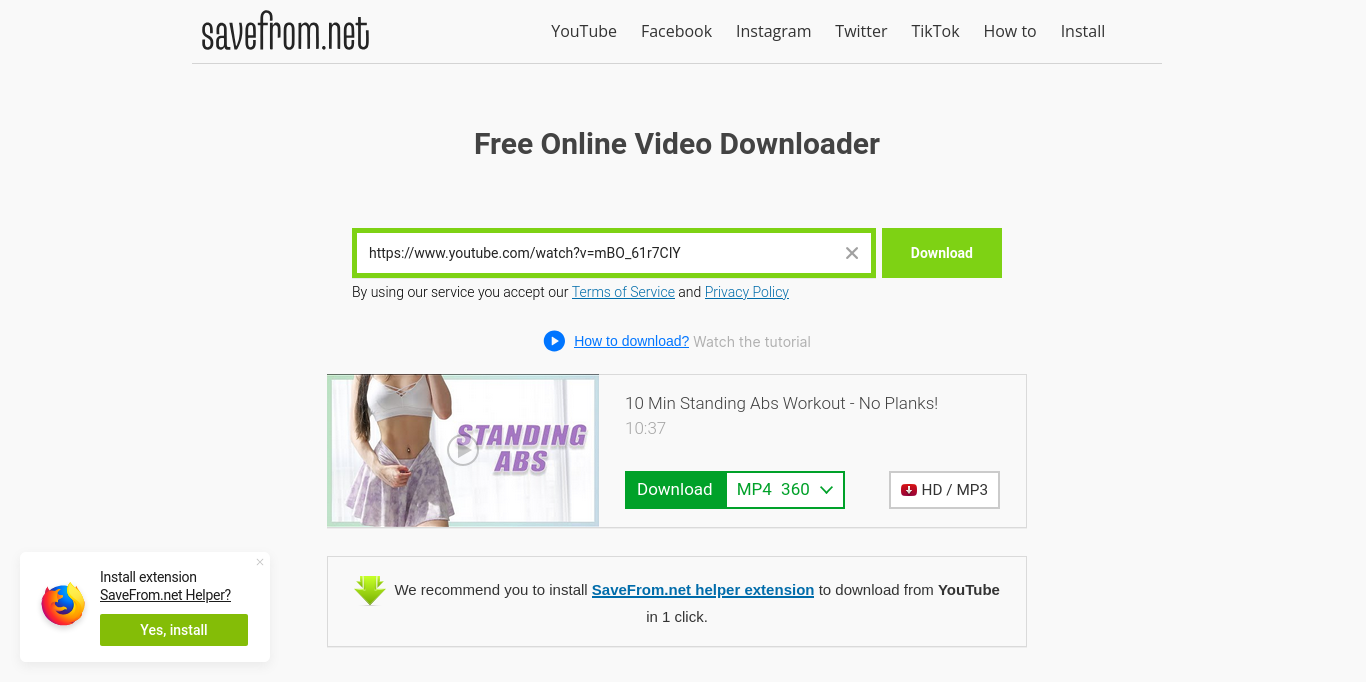 savefrom.net
YouTube Facebook Instagram Twitter TikTok How to Install
Free Online Video Downloader
https://www.youtube.com/watch?v=mBO_61r7CIY
Download
By using our service you accept our Terms of Service and Privacy Policy
How to download? Watch the tutorial
STANDING
ABS
10 Min Standing Abs Workout - No Planks!
10:37
Download MP4 360
HD / MP3
We recommend you to install SaveFrom.net helper extension to download from YouTube
in 1 click.
Install extension
SaveFrom.net Helper?
Yes, install